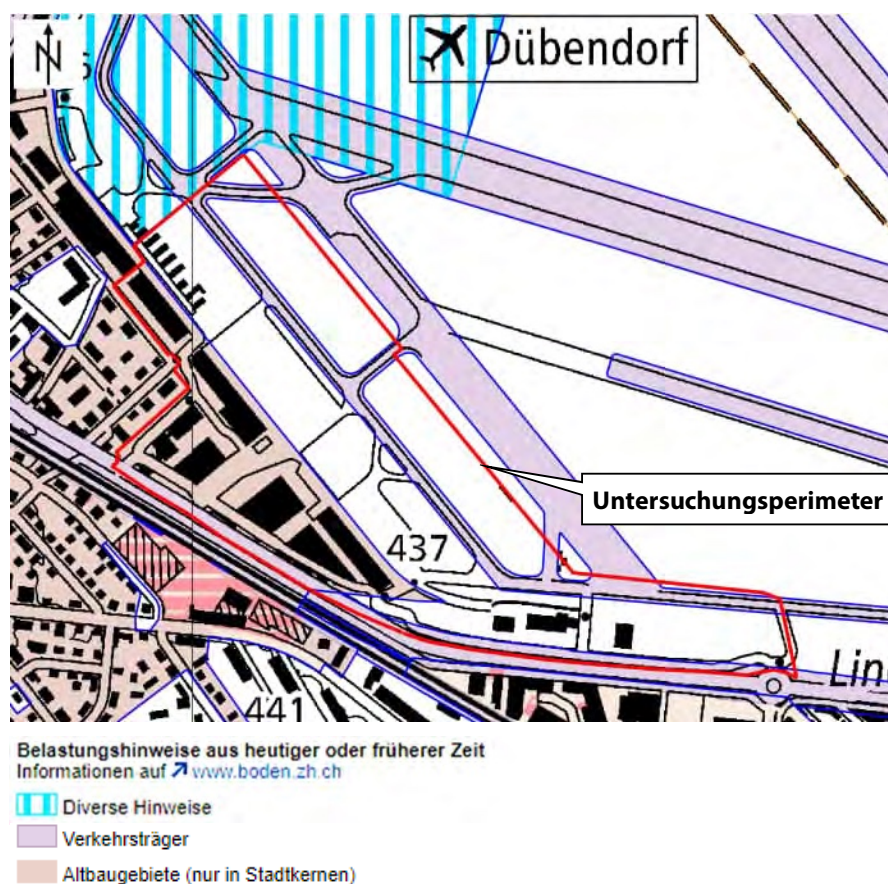 N
Dübendorf
Untersuchungsperimeter
437
441
Lin
Belastungshinweise aus heutiger oder früherer Zeit
Informationen auf www.boden.zh.ch
Diverse Hinweise
Verkehrsträger
Altbaugebiete (nur in Stadtkernen)